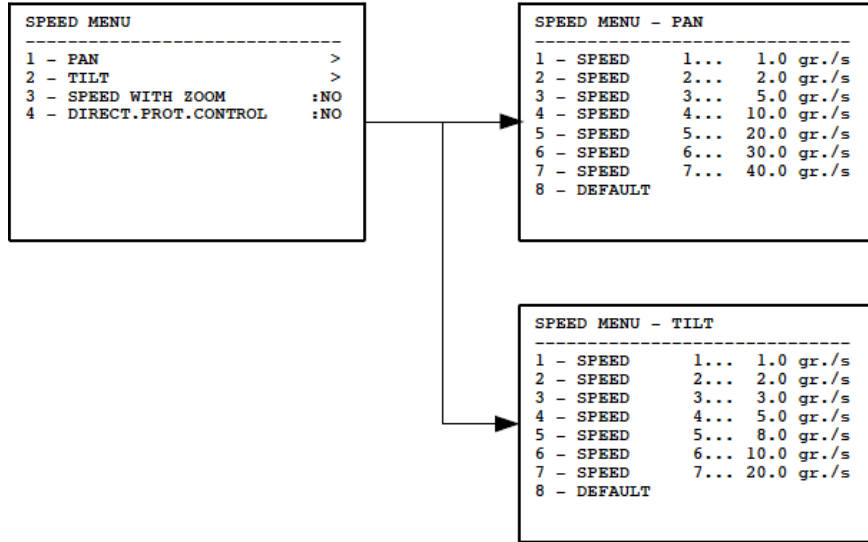 SPEED MENU
------------------------------
1 - PAN >
2 - TILT >
3 - SPEED WITH ZOOM :NO
4 - DIRECT.PROT.CONTROL :NO
SPEED MENU - PAN
------------------------------
1 - SPEED 1... 1.0 gr./s
2 - SPEED 2... 2.0 gr./s
3 - SPEED 3... 5.0 gr./s
4 - SPEED 4... 10.0 gr./s
5 - SPEED 5... 20.0 gr./s
6 - SPEED 6... 30.0 gr./s
7 - SPEED 7... 40.0 gr./s
8 - DEFAULT
SPEED MENU - TILT
------------------------------
1 - SPEED 1... 1.0 gr./s
2 - SPEED 2... 2.0 gr./s
3 - SPEED 3... 3.0 gr./s
4 - SPEED 4... 5.0 gr./s
5 - SPEED 5... 8.0 gr./s
6 - SPEED 6... 10.0 gr./s
7 - SPEED 7... 20.0 gr./s
8 - DEFAULT